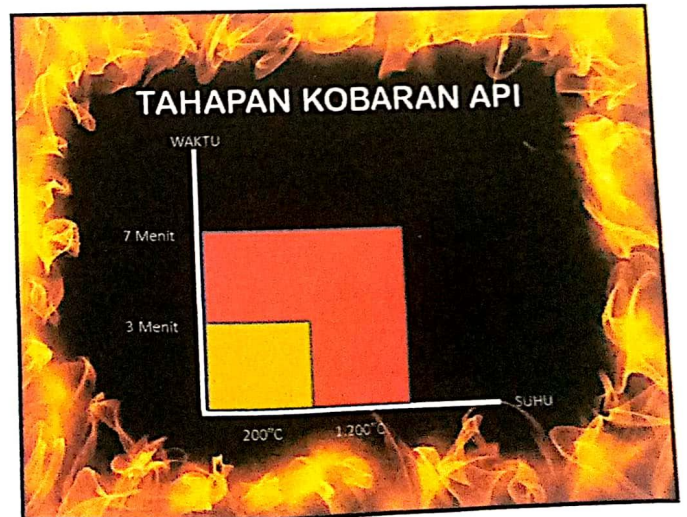 TAHAPAN KOBARAN API
WAKTU
7 Menit
3 Menit
SUHU
200°C
1.200°C